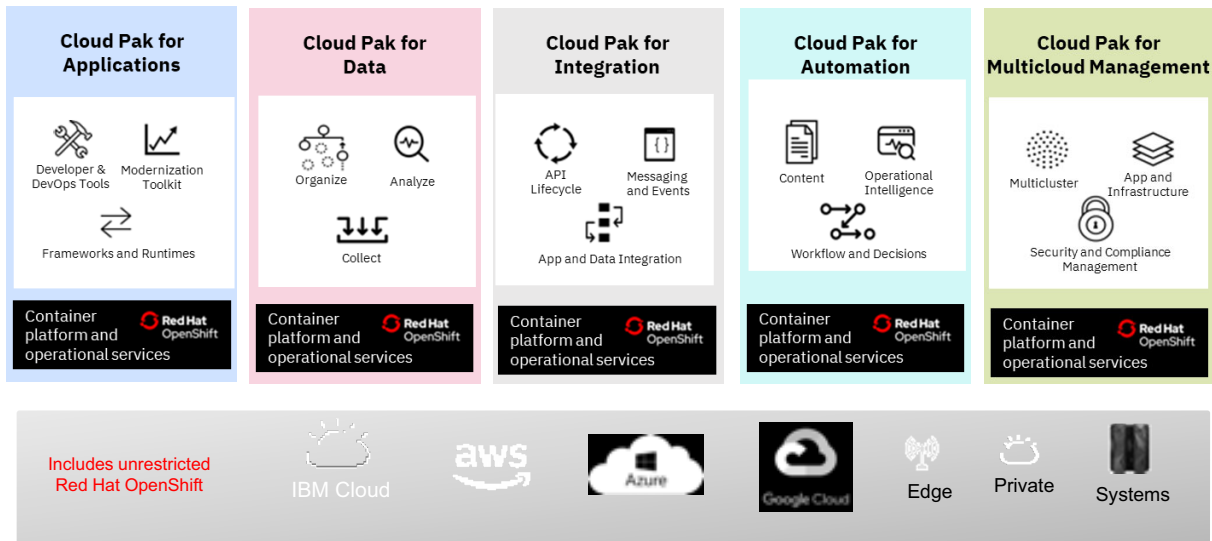 Cloud Pak for
Applications
Developer &
DevOps Tools
Modernization
Toolkit
Frameworks and Runtimes
Container
platform and
operational services
Red Hat
OpenShift
Cloud Pak for
Data
Organize
Analyze
Collect
Container
platform and
operational services
Red Hat
OpenShift
Cloud Pak for
Integration
API
Lifecycle
{ }
Messaging
and Events
App and Data Integration
Container
platform and
operational services
Red Hat
OpenShift
Cloud Pak for
Automation
Content
Operational
Intelligence
Workflow and Decisions
Container
platform and
operational services
Red Hat
OpenShift
Cloud Pak for
Multicloud Management
Multicluster
App and
Infrastructure
Security and Compliance
Management
Container
platform and
operational services
Red Hat
OpenShift
Includes unrestricted
Red Hat OpenShift
IBM Cloud
aws
Azure
Google Cloud
Edge
Private
Systems